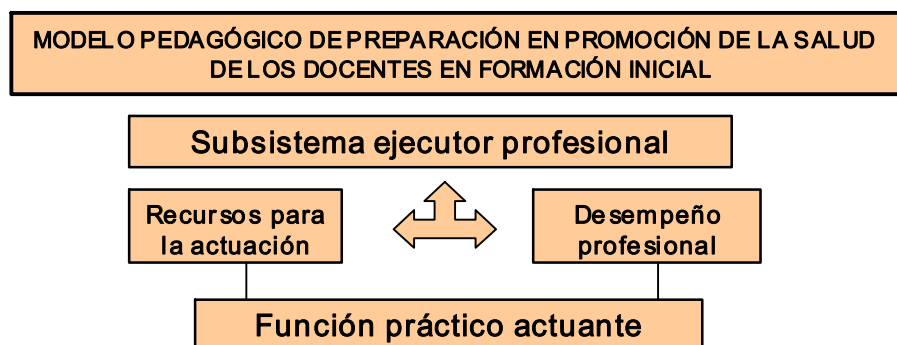 MODELO PEDAGÓGICO DE PREPARACIÓN EN PROMOCIÓN DE LA SALUD
DE LOS DOCENTES EN FORMACIÓN INICIAL
Subsistema ejecutor profesional
Recursos para
la actuación
Desempeño
profesional
Función práctico actuante